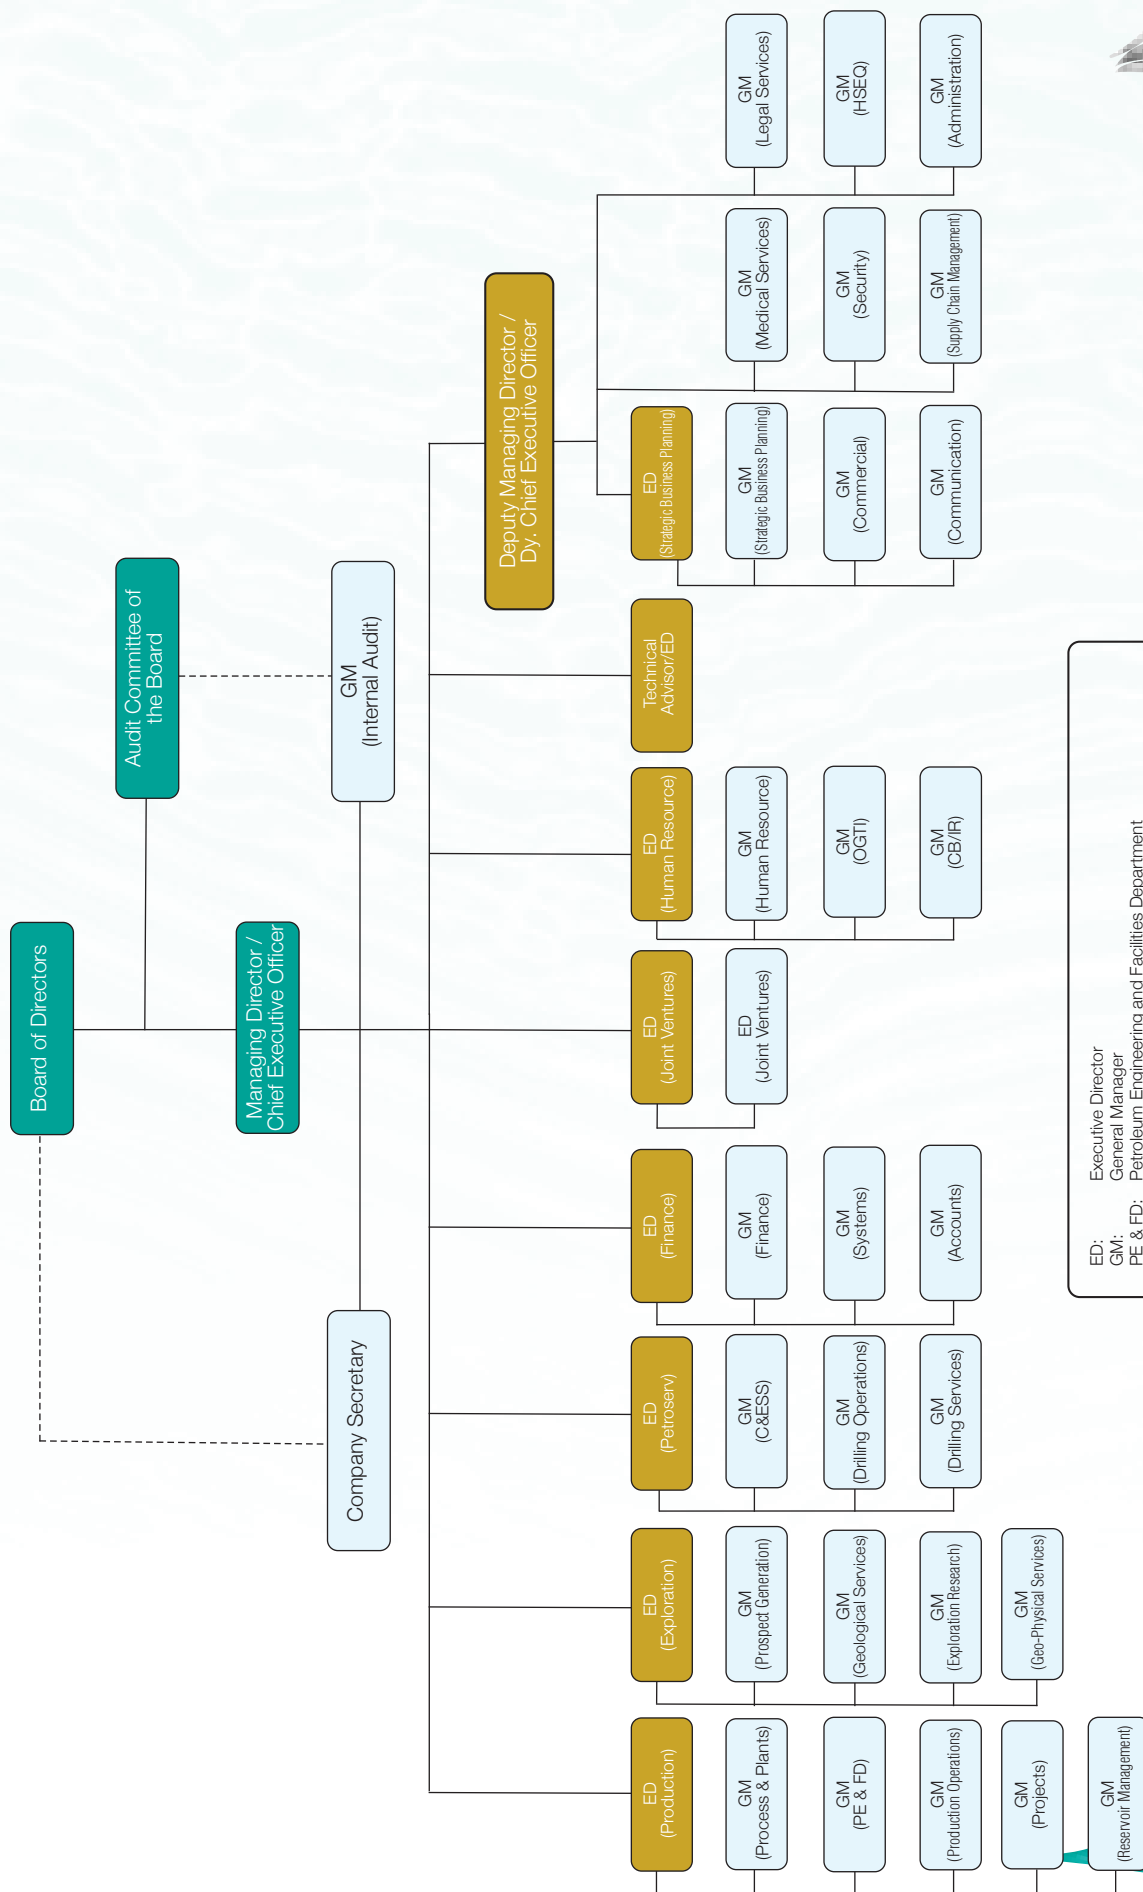 Board of Directors
Audit Committee of
the Board
Managing Director /
Chief Executive Officer
Company Secretary
GM
(Internal Audit)
Deputy Managing Director /
Dy. Chief Executive Officer
ED
(Production)
GM
(Process & Plants)
GM
(PE & FD)
GM
(Production Operations)
GM
(Projects)
GM
(Reservoir Management)
ED
(Exploration)
GM
(Prospect Generation)
GM
(Geological Services)
GM
(Exploration Research)
GM
(Geo-Physical Services)
ED
(Petroserv)
GM
(C&ESS)
GM
(Drilling Operations)
GM
(Drilling Services)
ED
(Finance)
GM
(Finance)
GM
(Systems)
GM
(Accounts)
ED
(Joint Ventures)
ED
(Joint Ventures)
ED
(Human Resource)
GM
(Human Resource)
GM
(OGTI)
GM
(CB/IR)
Technical
Advisor/ED
ED
(Strategic Business Planning)
GM
(Strategic Business Planning)
GM
(Commercial)
GM
(Communication)
GM
(Medical Services)
GM
(Security)
GM
(Supply Chain Management)
GM
(Legal Services)
GM
(HSEQ)
GM
(Administration)
ED: Executive Director
GM: General Manager
PE & FD: Petroleum Engineering and Facilities Department